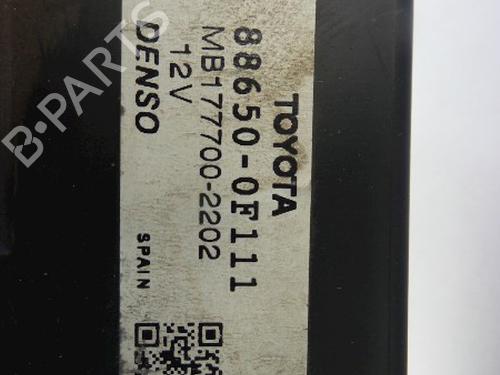 TOYOTA
88650-0F111
MB177700-2202
12V
DENSO
SPAIN
B-PARTS